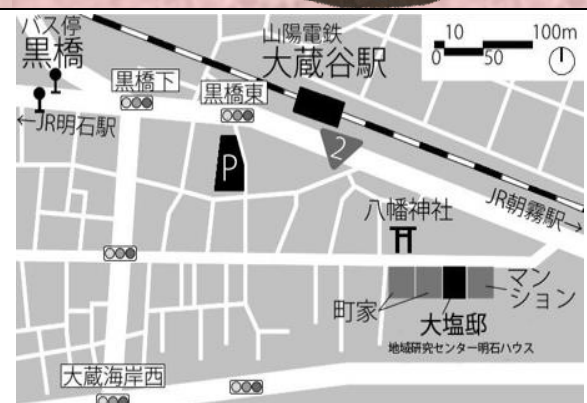 バス停
黒橋
山陽電鉄
大蔵谷駅
10 100m
0 50
黒橋下
黒橋東
←JR明石駅
P
2
JR朝霧駅→
八幡神社
町家
大塩邸
地域研究センター明石ハウス
マン
ション
大蔵海岸西